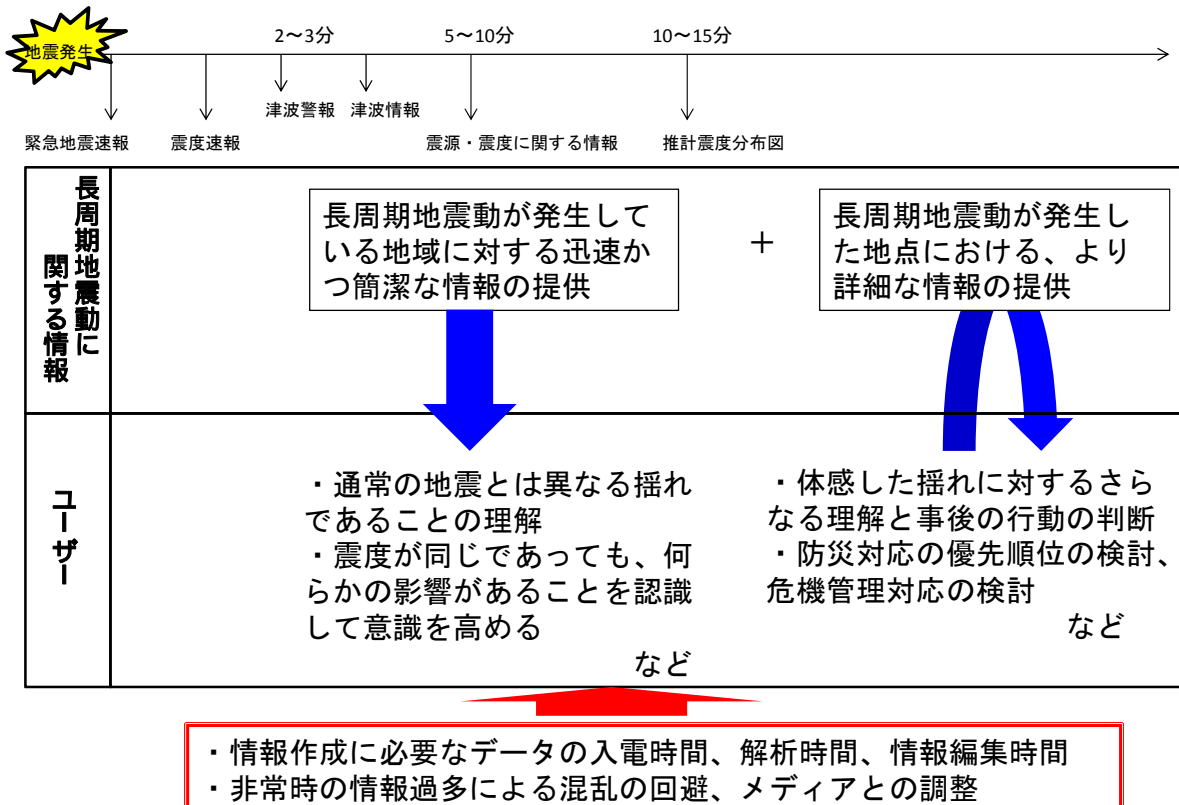 地震発生
2～3分
5～10分
10～15分
津波警報
津波情報
緊急地震速報
震度速報
震源・震度に関する情報
推計震度分布図
長周期地震動に
関する情報
長周期地震動が発生して
いる地域に対する迅速か
つ簡潔な情報の提供
＋
長周期地震動が発生し
た地点における、より
詳細な情報の提供
ユーザー
・通常の地震とは異なる揺れ
であることの理解
・震度が同じであっても、何
らかの影響があることを認識
して意識を高める
など
・体感した揺れに対するさら
なる理解と事後の行動の判断
・防災対応の優先順位の検討、
危機管理対応の検討
など
・情報作成に必要なデータの入電時間、解析時間、情報編集時間
・非常時の情報過多による混乱の回避、メディアとの調整